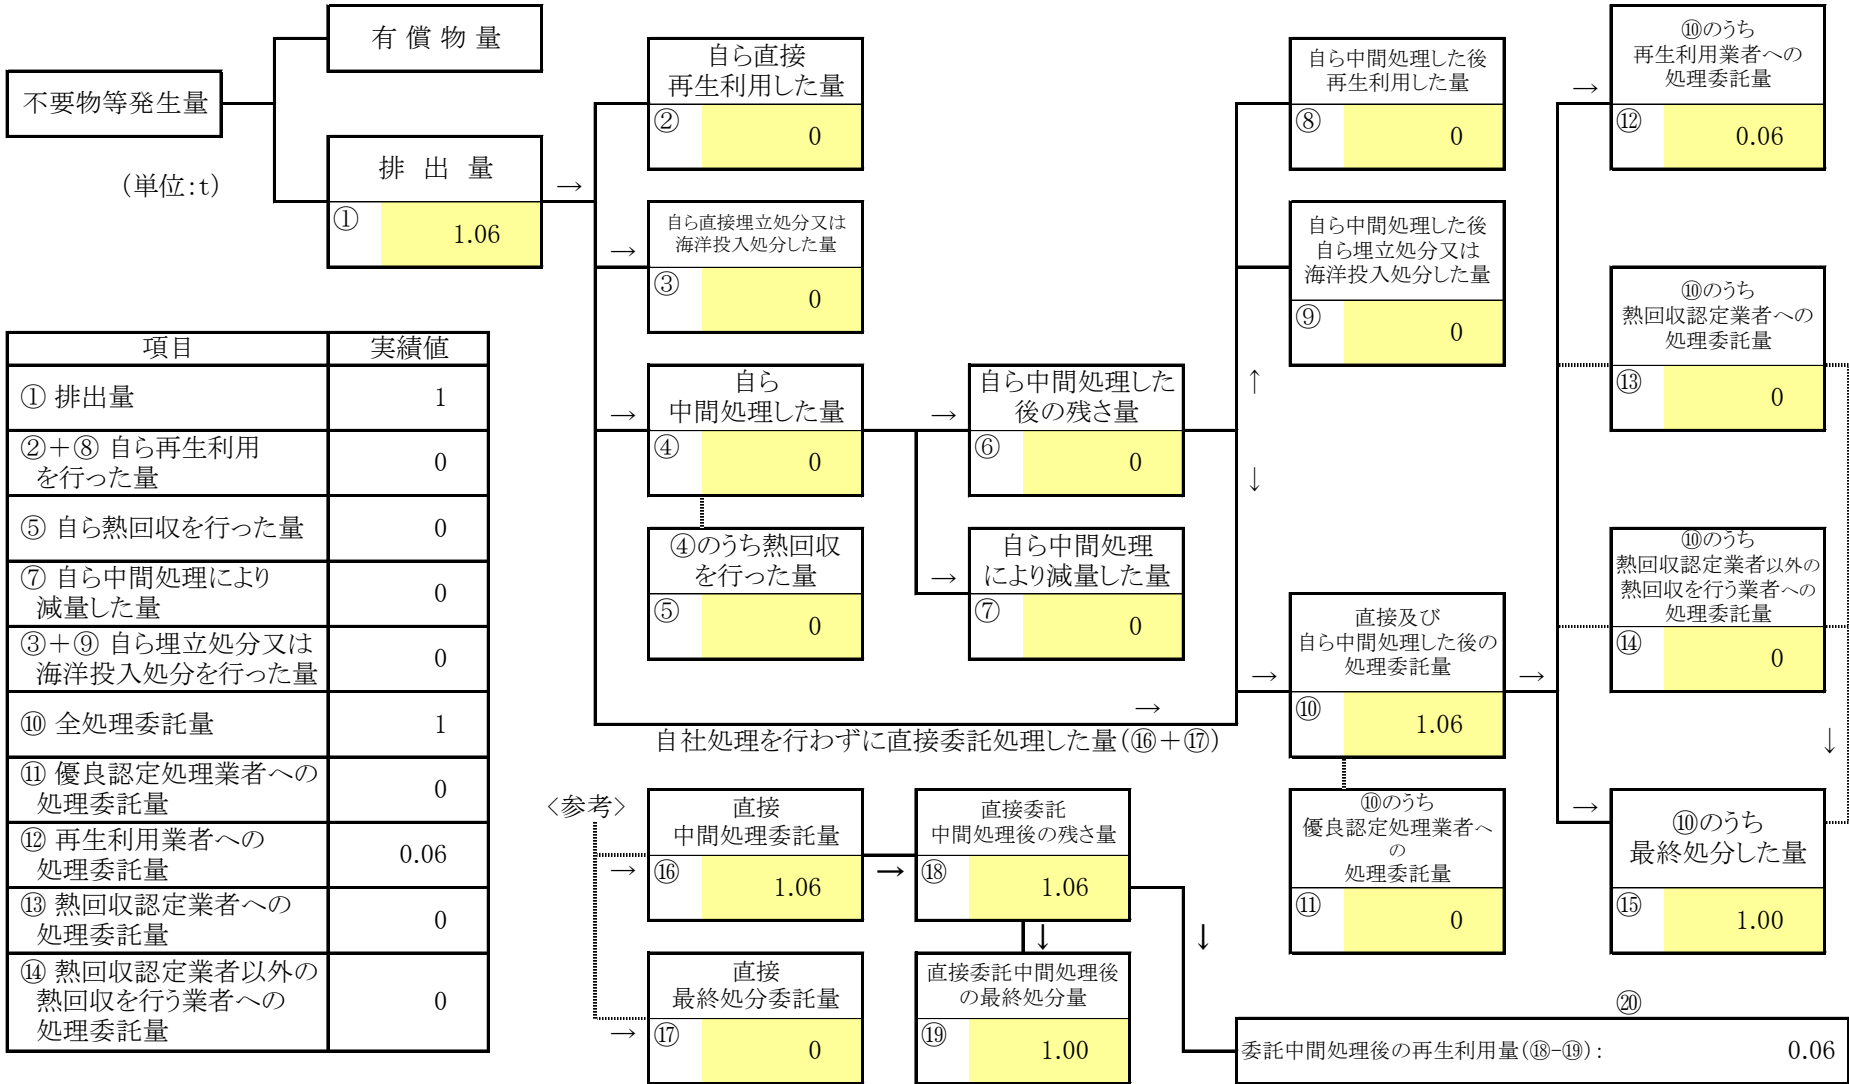 有 償 物 量
不要物等発生量
排 出 量
(単位:t)
① 1.06
→
自ら直接
再生利用した量
② 0
→
自ら直接埋立処分又は
海洋投入処分した量
③ 0
→
自ら
中間処理した量
④ 0
④のうち熱回収
を行った量
⑤ 0
→
自ら中間処理した
後の残さ量
⑥ 0
→
自ら中間処理
により減量した量
⑦ 0
自ら中間処理した後
再生利用した量
⑧ 0
自ら中間処理した後
自ら埋立処分又は
海洋投入処分した量
⑨ 0
↑
↓
→
自社処理を行わずに直接委託処理した量(⑯+⑰)
→
直接及び
自ら中間処理した後の
処理委託量
⑩ 1.06
⑩のうち
優良認定処理業者へ
の
処理委託量
⑪ 0
→
→
⑩のうち
再生利用業者への
処理委託量
⑫ 0.06
⑩のうち
熱回収認定業者への
処理委託量
⑬ 0
⑩のうち
熱回収認定業者以外の
熱回収を行う業者への
処理委託量
⑭ 0
↓
→
⑩のうち
最終処分した量
⑮ 1.00
項目 実績値
① 排出量 1
②+⑧ 自ら再生利用
を行った量 0
⑤ 自ら熱回収を行った量 0
⑦ 自ら中間処理により
減量した量 0
③+⑨ 自ら埋立処分又は
海洋投入処分を行った量 0
⑩ 全処理委託量 1
⑪ 優良認定処理業者への
処理委託量 0
⑫ 再生利用業者への
処理委託量 0.06
⑬ 熱回収認定業者への
処理委託量 0
⑭ 熱回収認定業者以外の
熱回収を行う業者への
処理委託量 0
〈参考〉
→
直接
中間処理委託量
⑯ 1.06
→
直接委託
中間処理後の残さ量
⑱ 1.06
↓
↓
→
直接
最終処分委託量
⑰ 0
直接委託中間処理後
の最終処分量
⑲ 1.00
⑳
委託中間処理後の再生利用量(⑱-⑲): 0.06